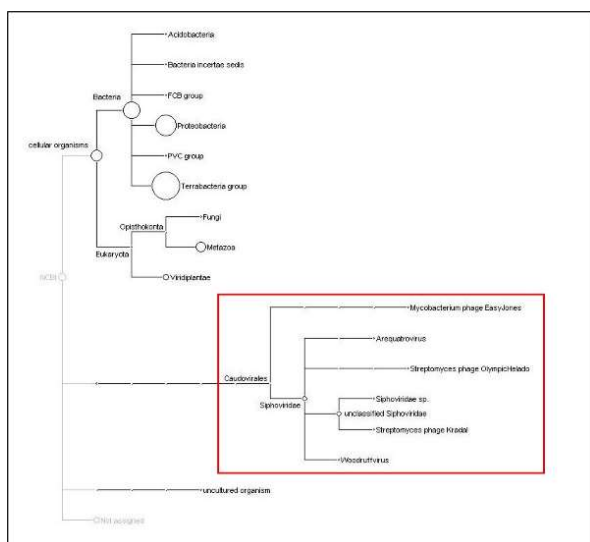 Acidobacteria
Bacteria incertae sedis
FCB group
Bacteria
Proteobacteria
cellular organisms
PVC group
Terrabacteria group
Fungi
Opisthokonta
Metazoa
Eukaryota
NCBI
Viridiplantae
Mycobacterium phage EasyJones
Arequatrovirus
Streptomyces phage OlympicHelado
Caudovirales
Siphoviridae sp.
Siphoviridae
unclassified Siphoviridae
Streptomyces phage Kradal
Woodruffvirus
uncultured organism
Not assigned